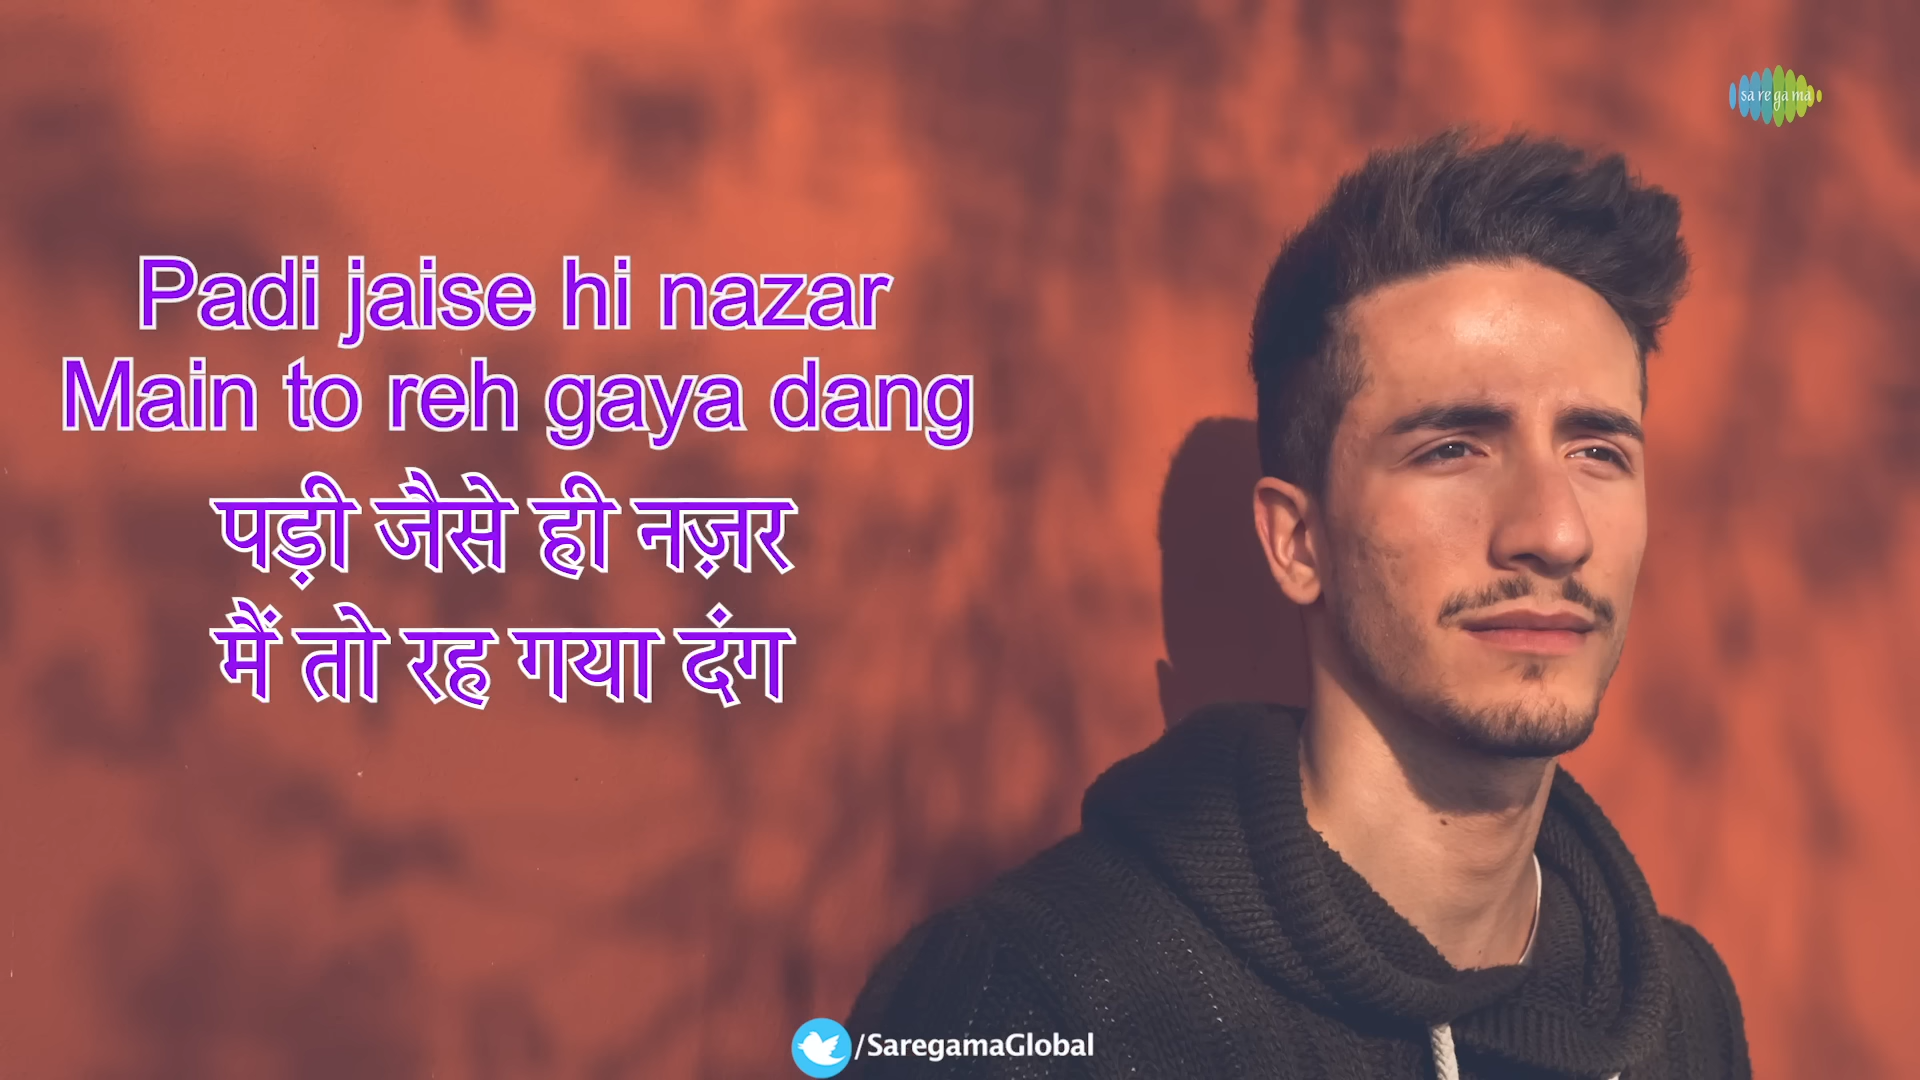 sa re ga ma
Padi jaise hi nazar
Main to reh gaya dang
पड़ी जैसे ही नज़र
मैं तो रह गया दंग
/SaregamaGlobal